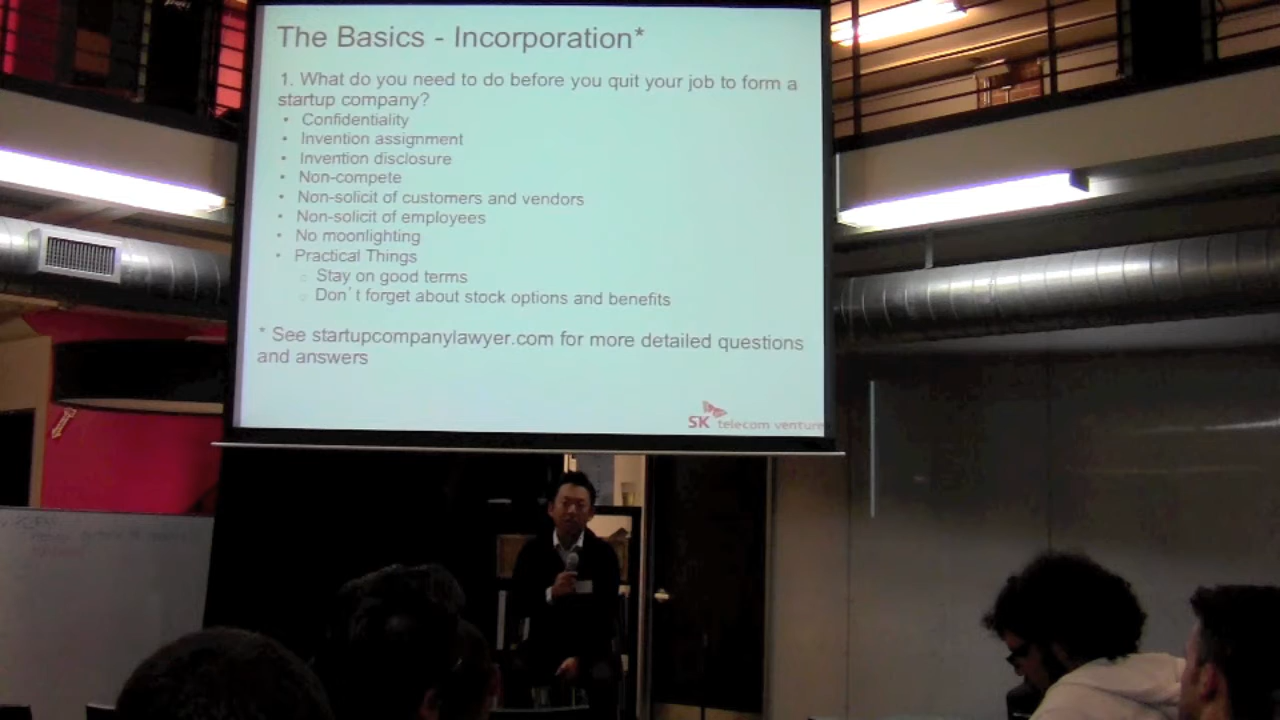 The Basics - Incorporation*
1. What do you need to do before you quit your job to form a
startup company?
• Confidentiality
• Invention assignment
• Invention disclosure
• Non-compete
• Non-solicit of customers and vendors
• Non-solicit of employees
• No moonlighting
• Practical Things
○ Stay on good terms
○ Don't forget about stock options and benefits
* See startupcompanylawyer.com for more detailed questions
and answers
SK telecom venture